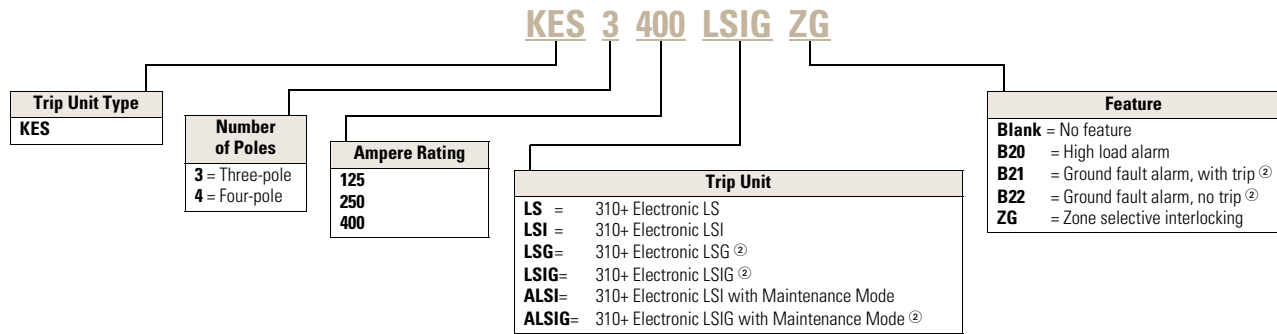 KES 3 400 LSIG ZG
Trip Unit Type
KES
Number
of Poles
3 = Three-pole
4 = Four-pole
Ampere Rating
125
250
400
Trip Unit
LS = 310+ Electronic LS
LSI = 310+ Electronic LSI
LSG= 310+ Electronic LSG ②
LSIG= 310+ Electronic LSIG ②
ALSI= 310+ Electronic LSI with Maintenance Mode
ALSIG= 310+ Electronic LSIG with Maintenance Mode ②
Feature
Blank = No feature
B20 = High load alarm
B21 = Ground fault alarm, with trip ②
B22 = Ground fault alarm, no trip ②
ZG = Zone selective interlocking